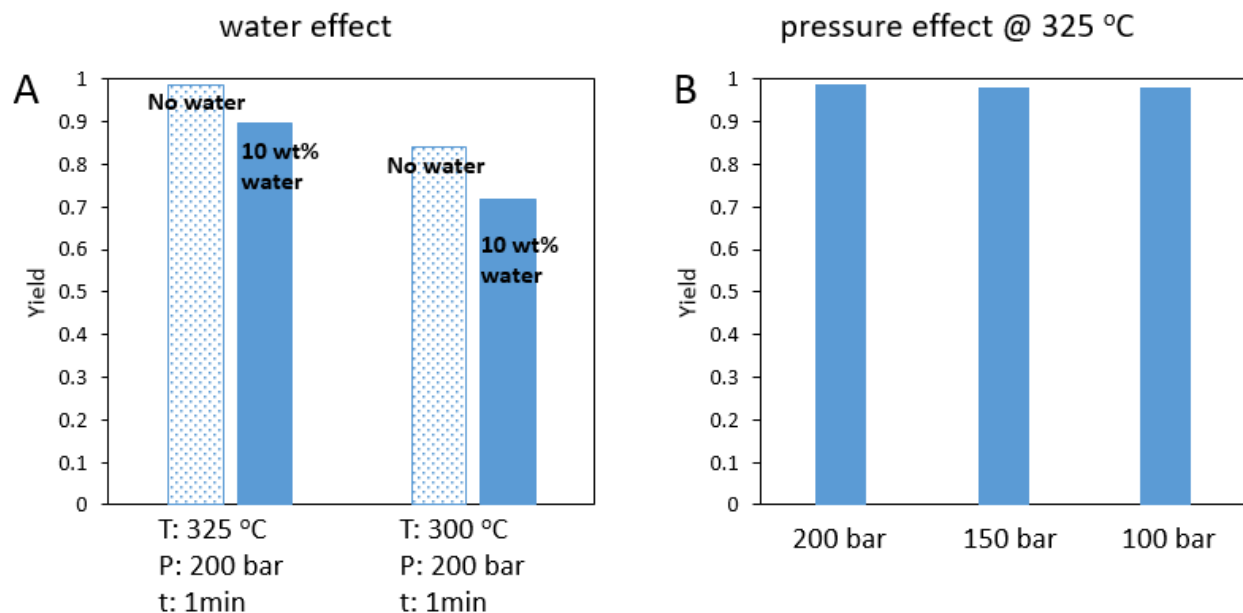 water effect
A
1
0.9
0.8
0.7
0.6
0.5
0.4
0.3
0.2
0.1
0
Yield
No water
10 wt%
water
No water
10 wt%
water
T: 325 °C
P: 200 bar
t: 1min
T: 300 °C
P: 200 bar
t: 1min
pressure effect @ 325 °C
B
1
0.9
0.8
0.7
0.6
0.5
0.4
0.3
0.2
0.1
0
Yield
200 bar
150 bar
100 bar